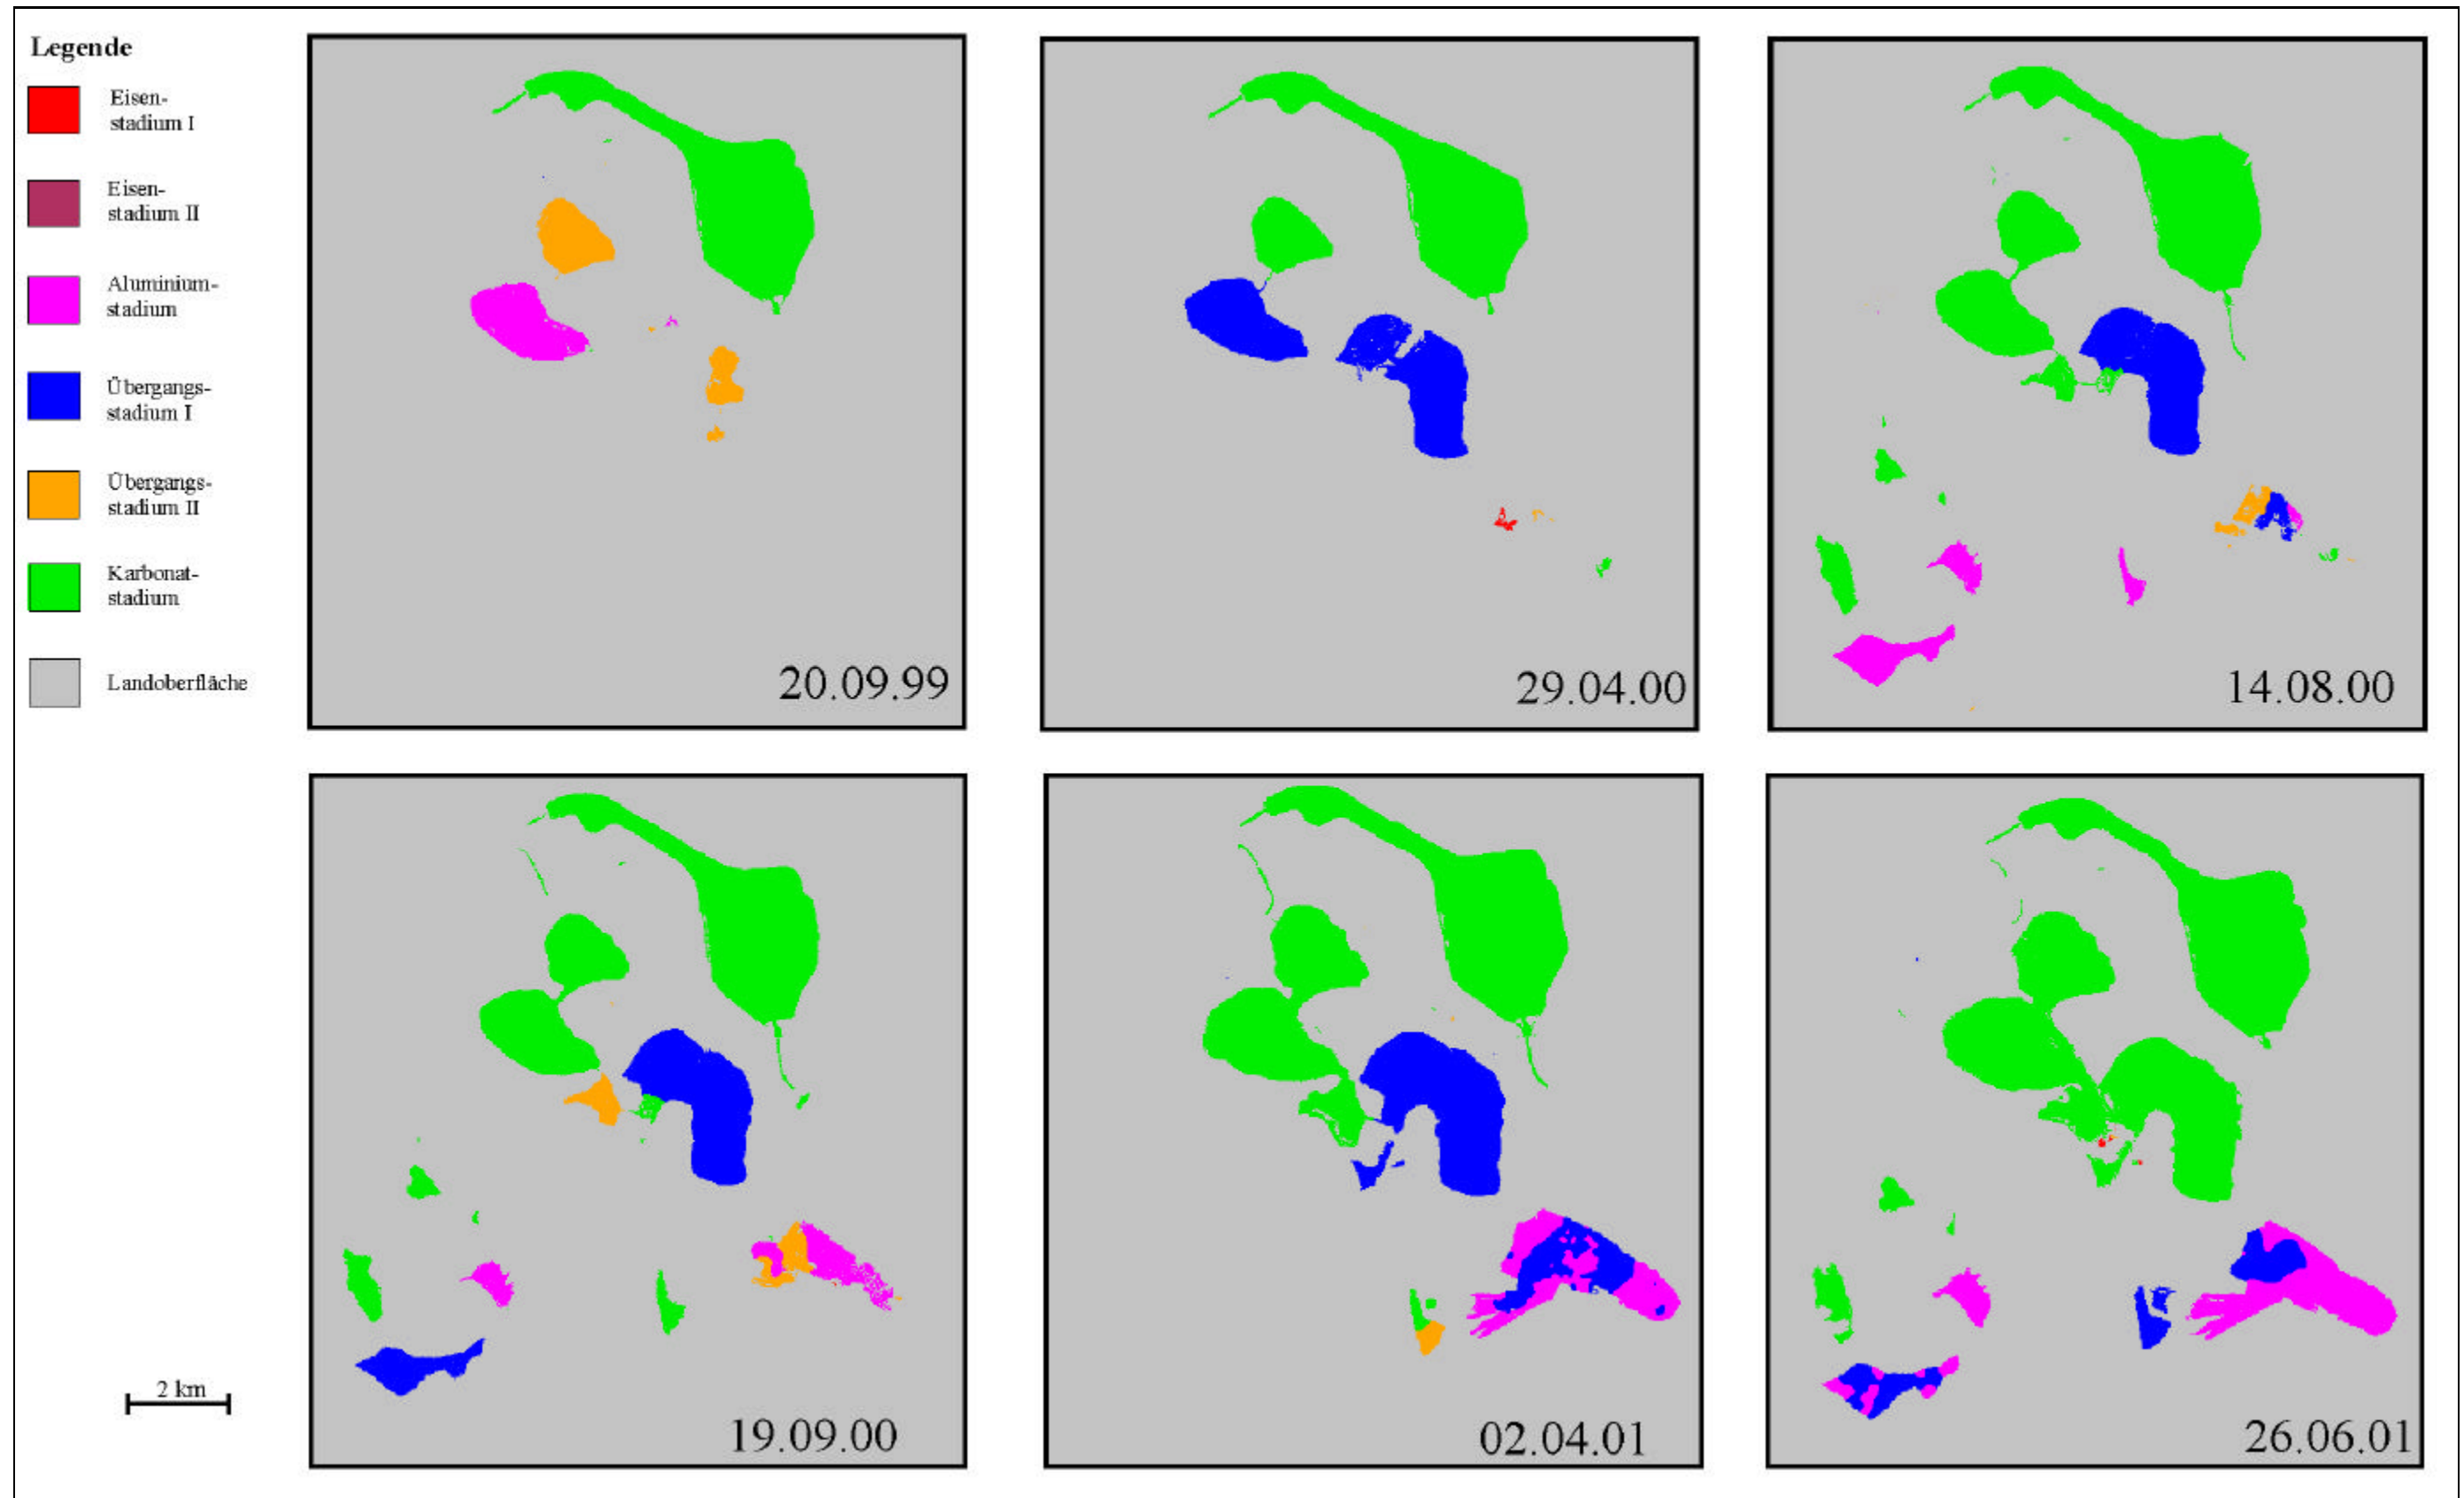 Legende
Eisen-
stadium I
Eisen-
stadium II
Aluminium-
stadium
Übergangs-
stadium I
Übergangs-
stadium II
Karbonat-
stadium
Landoberfläche
20.09.99
29.04.00
14.08.00
2 km
19.09.00
02.04.01
26.06.01